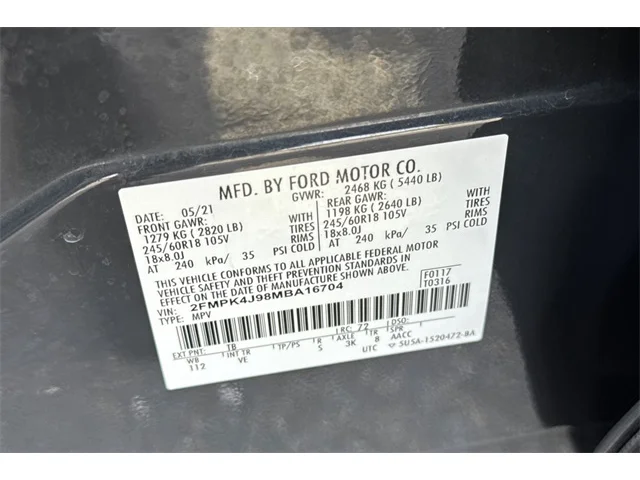 MFD. BY FORD MOTOR CO.
DATE: 05/21 GVWR: 2468 KG ( 5440 LB)
FRONT GAWR: REAR GAWR:
1279 KG ( 2820 LB) WITH 1198 KG ( 2640 LB) WITH
245/60R18 105V TIRES 245/60R18 105V TIRES
18x8.0J RIMS 18x8.0J RIMS
AT 240 kPa/ 35 PSI COLD AT 240 kPa/ 35 PSI COLD
THIS VEHICLE CONFORMS TO ALL APPLICABLE FEDERAL MOTOR
VEHICLE SAFETY AND THEFT PREVENTION STANDARDS IN
EFFECT ON THE DATE OF MANUFACTURE SHOWN ABOVE.
VIN: 2FMPK4J98MBA16704 F0117
TYPE: MPV T0316
LRC: 72 DSO:
EXT PNT: TB
WB INT TR TP/PS R AXLE TR SPR
112 VE S 3K 8 AACC
UTC 5USA-1520472-BA